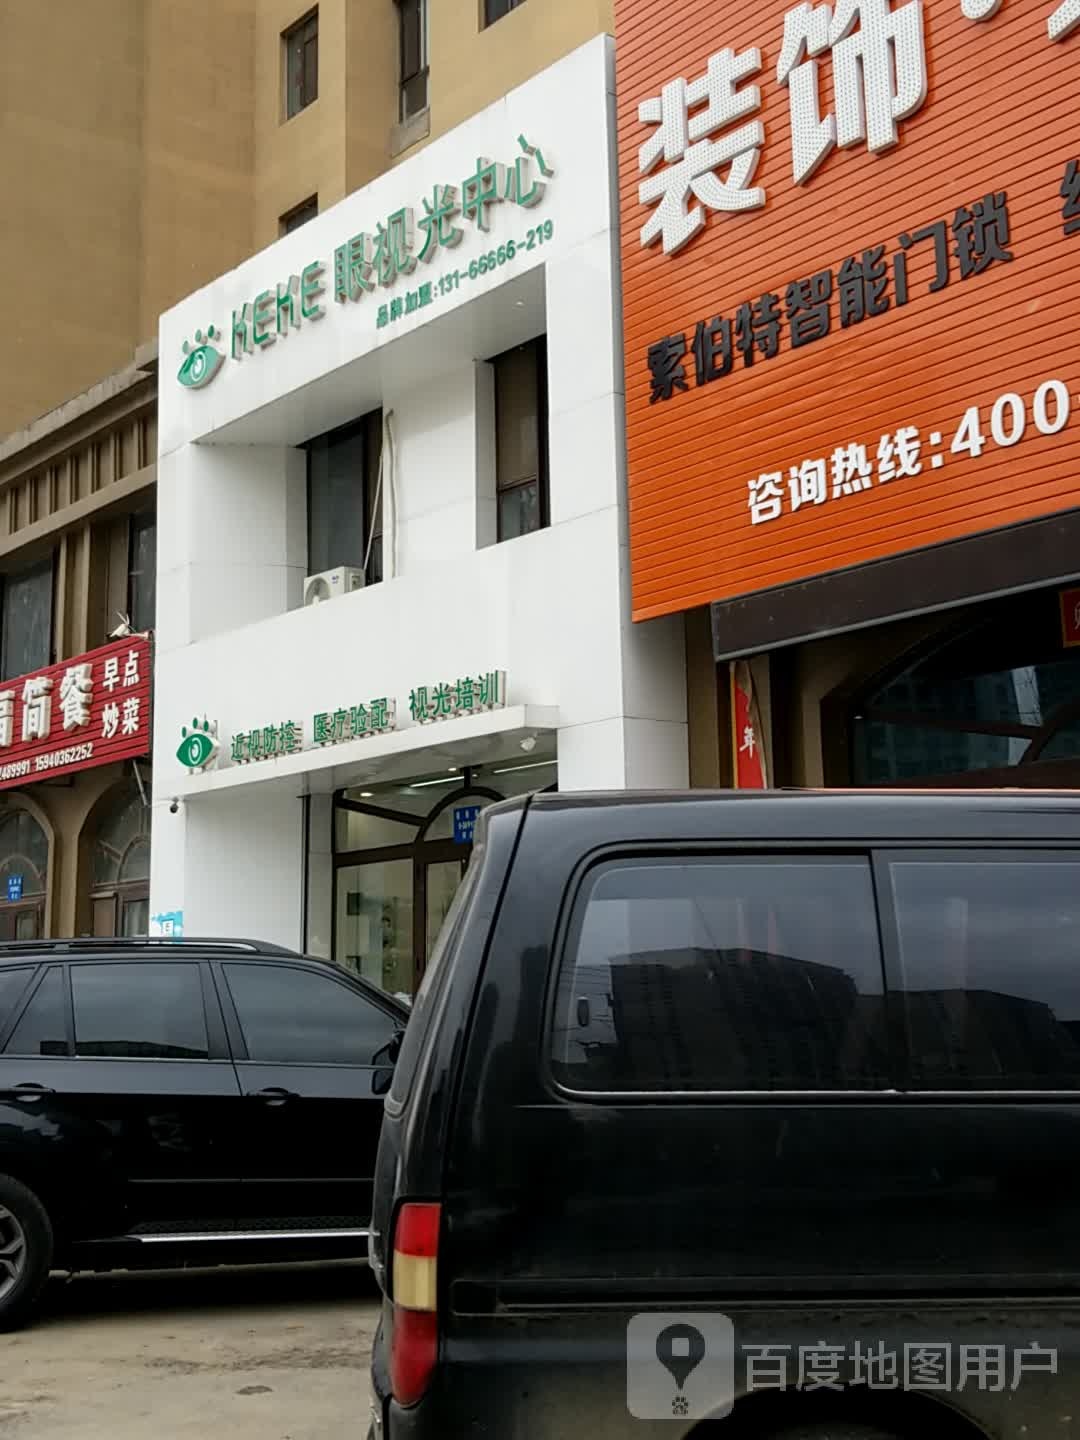 KEKE 眼视光中心
品牌加盟:131-66666-219
近视防控 医疗验配 视光培训
装饰
索伯特智能门锁
咨询热线:400-
简餐
早点
炒菜
489991 15940362252
年
百度地图用户